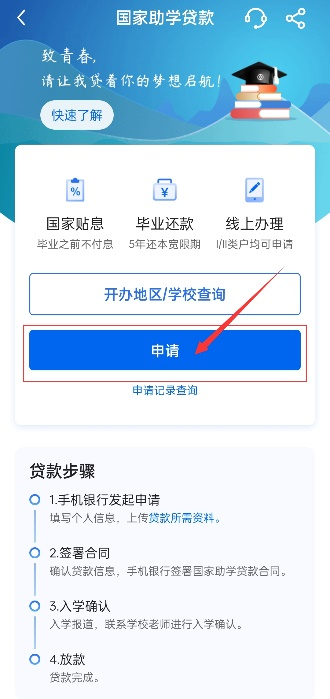 国家助学贷款
致青春，
请让我贷着你的梦想启航！
快速了解
国家贴息 毕业还款 线上办理
毕业之前不付息 5年还本宽限期 I/II类户均可申请
开办地区/学校查询
申请
申请记录查询
贷款步骤
1.手机银行发起申请
填写个人信息，上传贷款所需资料。
2.签署合同
确认贷款信息，手机银行签署国家助学贷款合同。
3.入学确认
入学报道，联系学校老师进行入学确认。
4.放款
贷款完成。